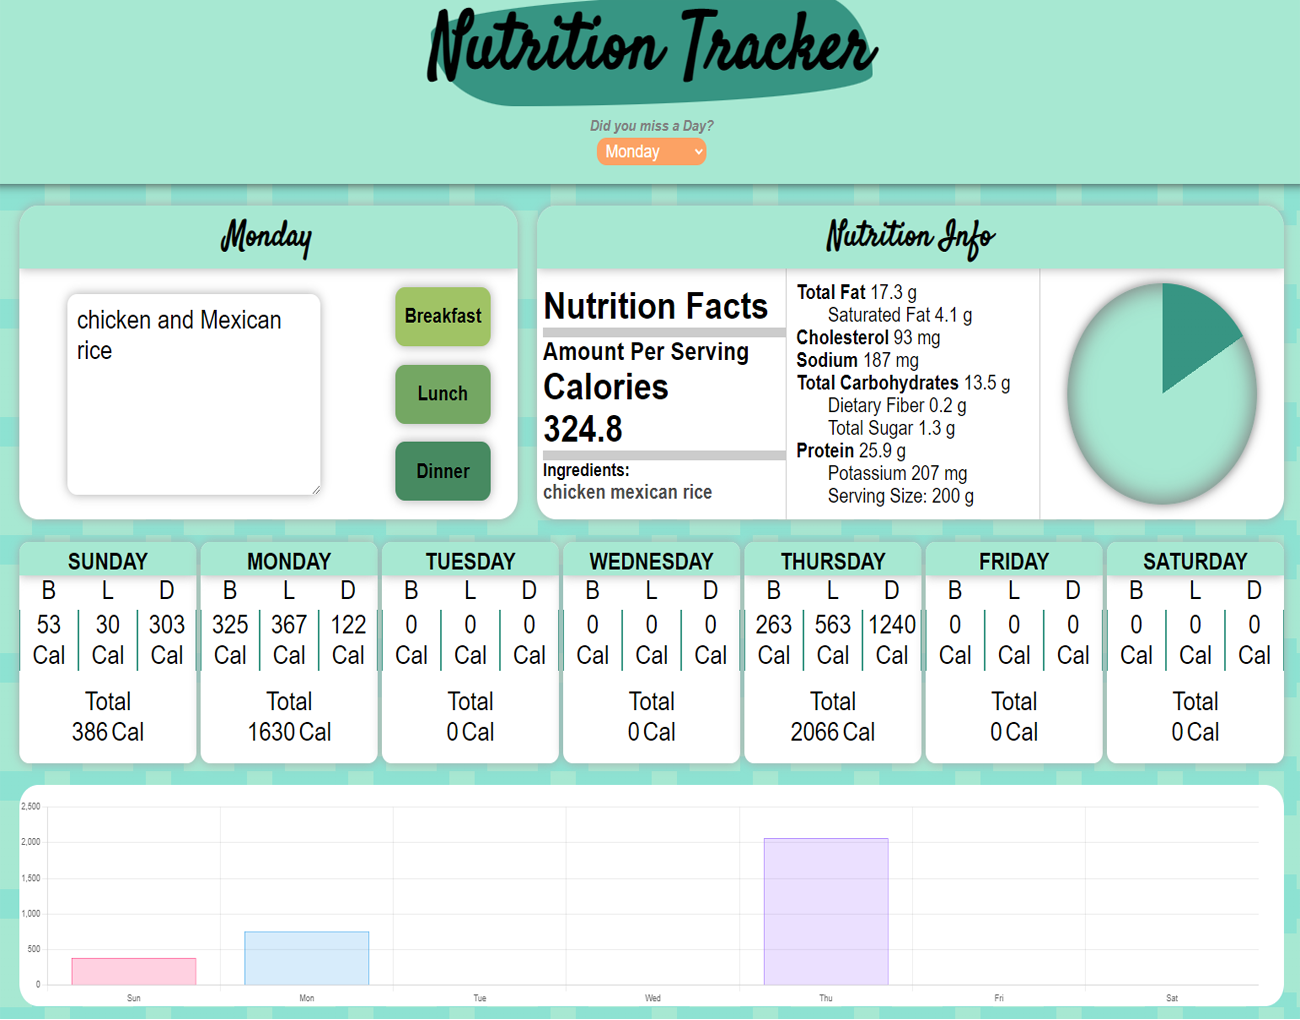 Nutrition Tracker
Did you miss a Day?
Monday
Monday
chicken and Mexican
rice
Breakfast
Lunch
Dinner
Nutrition Info
Nutrition Facts
Amount Per Serving
Calories
324.8
Ingredients:
chicken mexican rice
Total Fat 17.3 g
Saturated Fat 4.1 g
Cholesterol 93 mg
Sodium 187 mg
Total Carbohydrates 13.5 g
Dietary Fiber 0.2 g
Total Sugar 1.3 g
Protein 25.9 g
Potassium 207 mg
Serving Size: 200 g
SUNDAY
B L D
53 30 303
Cal Cal Cal
Total
386 Cal
MONDAY
B L D
325 367 122
Cal Cal Cal
Total
1630 Cal
TUESDAY
B L D
0 0 0
Cal Cal Cal
Total
0 Cal
WEDNESDAY
B L D
0 0 0
Cal Cal Cal
Total
0 Cal
THURSDAY
B L D
263 563 1240
Cal Cal Cal
Total
2066 Cal
FRIDAY
B L D
0 0 0
Cal Cal Cal
Total
0 Cal
SATURDAY
B L D
0 0 0
Cal Cal Cal
Total
0 Cal
2,500
2,000
1,500
1,000
500
0
Sun Mon Tue Wed Thu Fri Sat